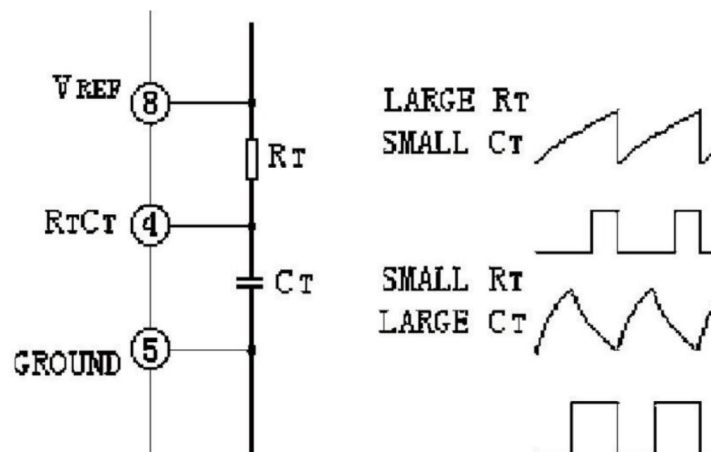 VREF
8
RT
RTCT
4
CT
GROUND
5
LARGE RT
SMALL CT
SMALL RT
LARGE CT